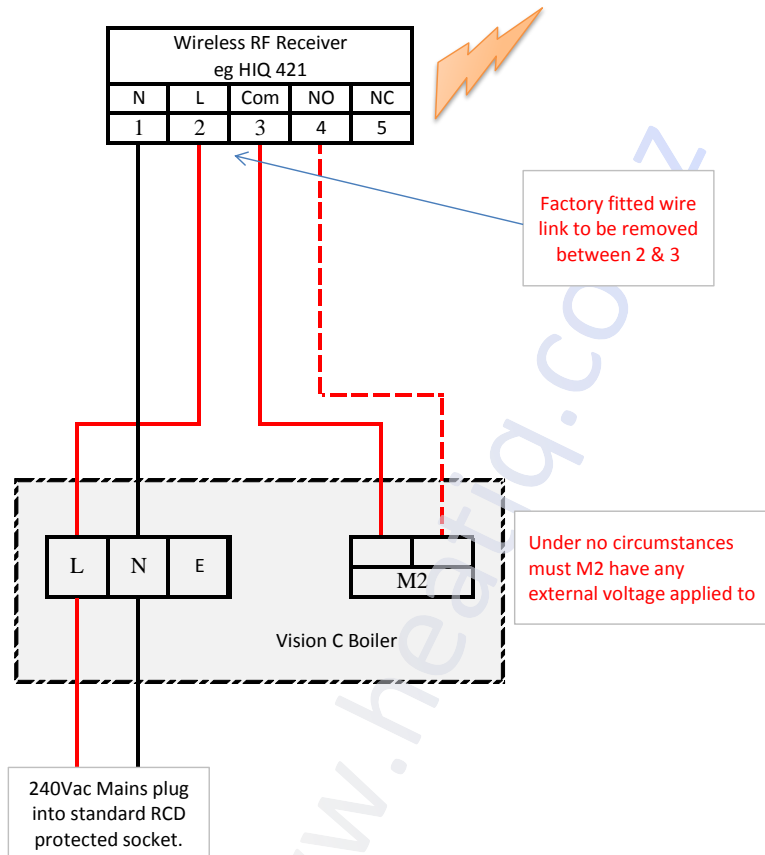 Wireless RF Receiver
eg HIQ 421
N L Com NO NC
1 2 3 4 5
Factory fitted wire
link to be removed
between 2 & 3
L N E
M2
Under no circumstances
must M2 have any
external voltage applied to
Vision C Boiler
240Vac Mains plug
into standard RCD
protected socket.
w.heatiq.co z